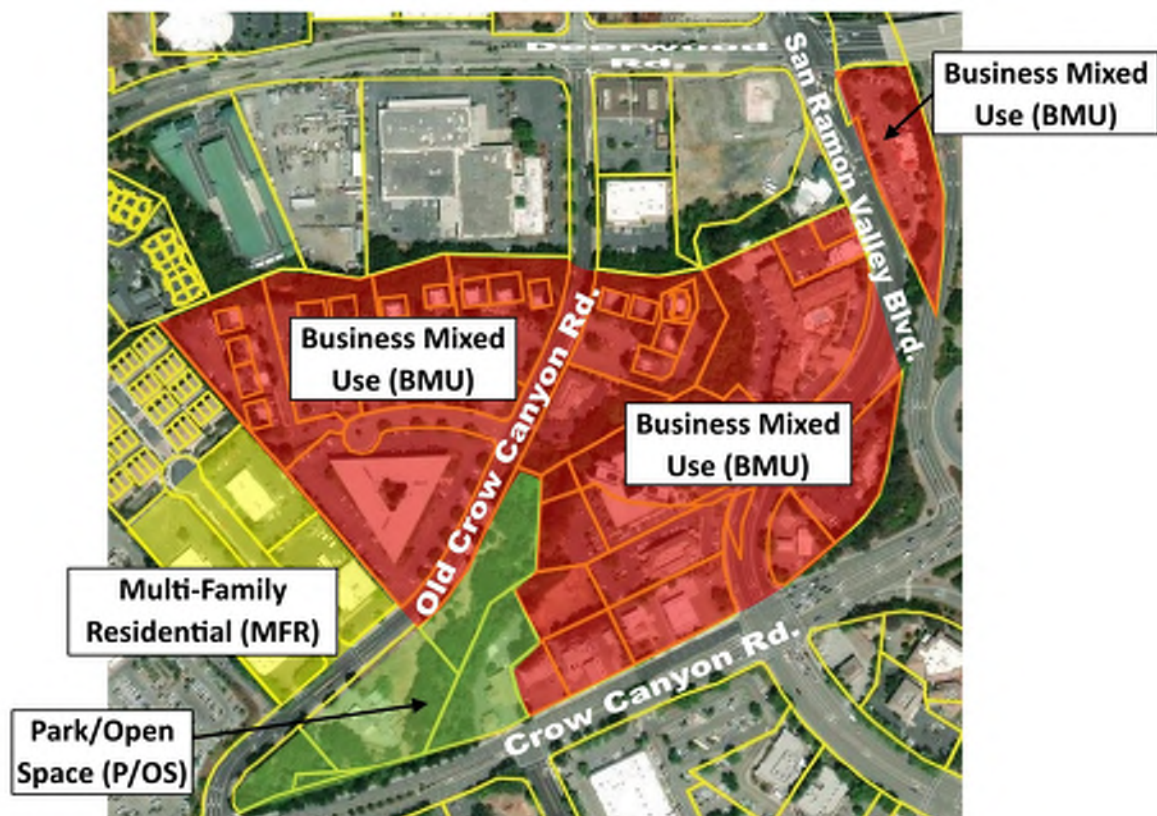 Deerwood
Rd.
San Ramon Valley Blvd.
Business Mixed
Use (BMU)
Business Mixed
Use (BMU)
Old Crow Canyon Rd.
Business Mixed
Use (BMU)
Multi-Family
Residential (MFR)
Park/Open
Space (P/OS)
Crow Canyon Rd.